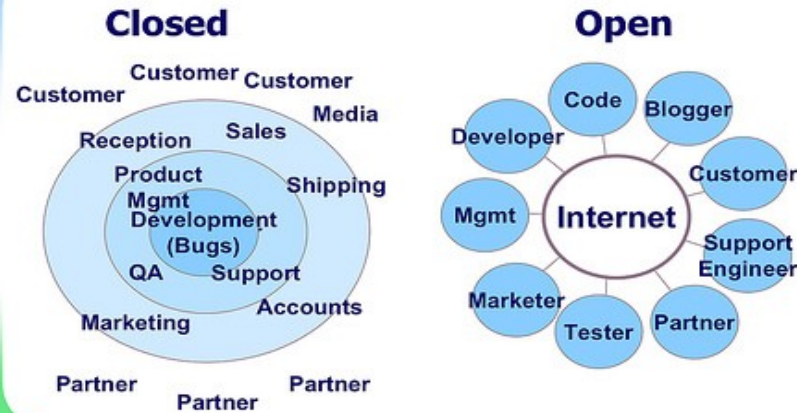 Closed
Customer
Customer
Customer
Media
Reception
Sales
Product
Mgmt
Shipping
Development
(Bugs)
QA
Support
Accounts
Marketing
Partner
Partner
Partner
Open
Code
Blogger
Developer
Customer
Mgmt
Internet
Support
Engineer
Marketer
Tester
Partner